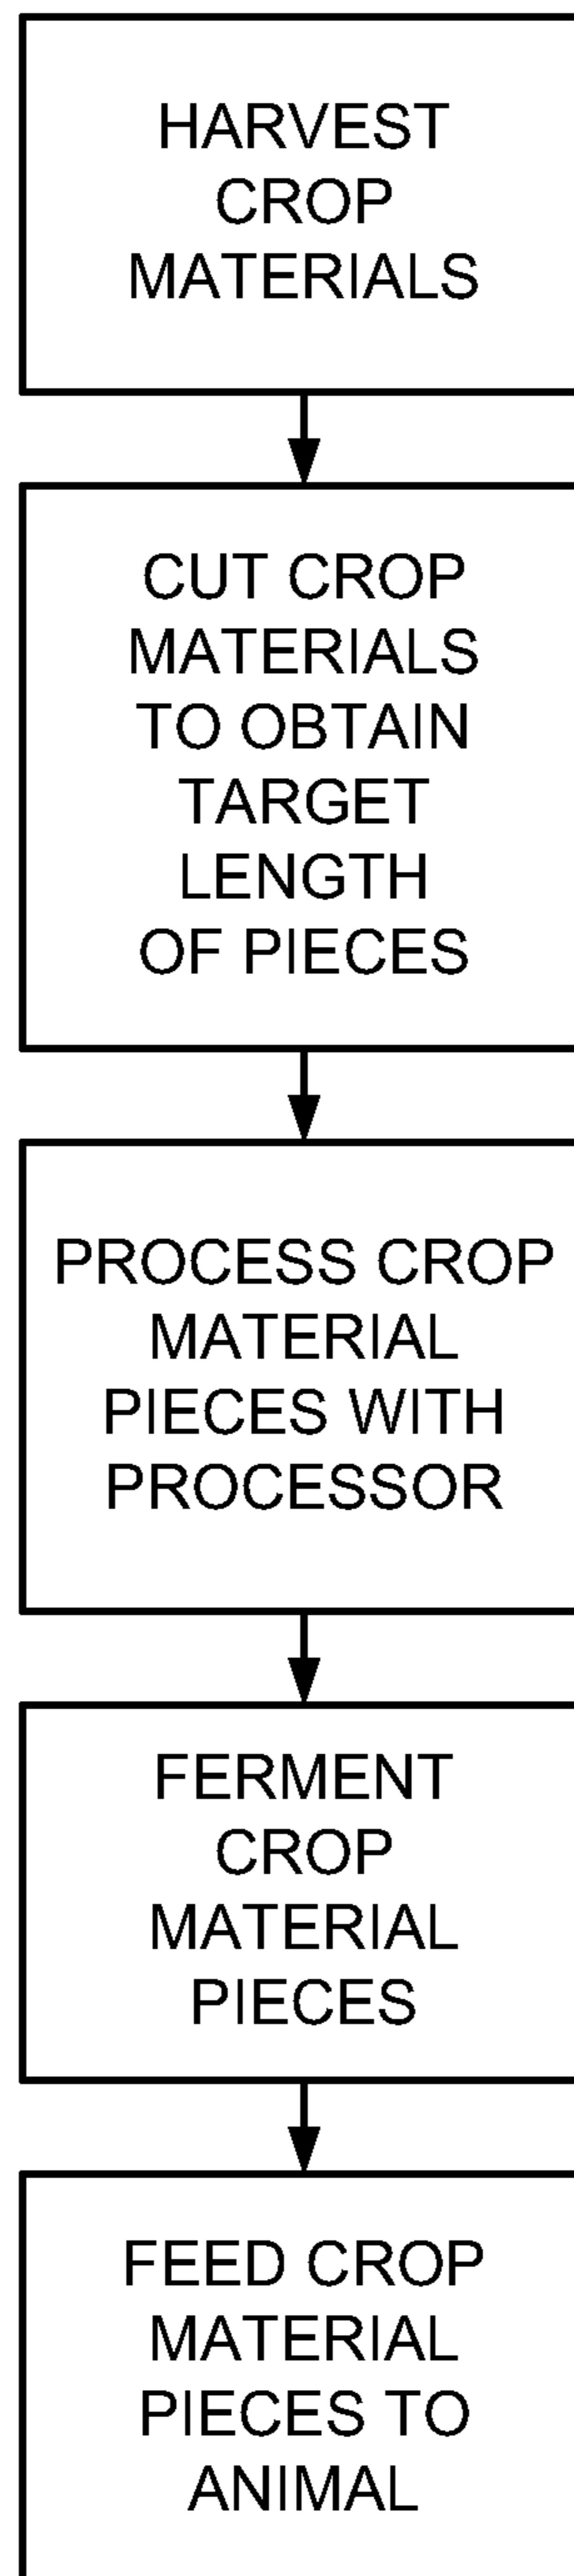 HARVEST
CROP
MATERIALS
CUT CROP
MATERIALS
TO OBTAIN
TARGET
LENGTH
OF PIECES
PROCESS CROP
MATERIAL
PIECES WITH
PROCESSOR
FERMENT
CROP
MATERIAL
PIECES
FEED CROP
MATERIAL
PIECES TO
ANIMAL